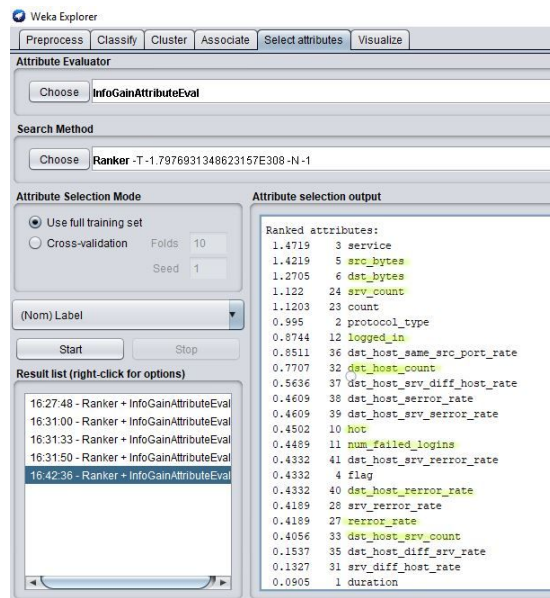 Weka Explorer
Preprocess Classify Cluster Associate Select attributes Visualize
Attribute Evaluator
Choose InfoGainAttributeEval
Search Method
Choose Ranker -T -1.7976931348623157E308 -N -1
Attribute Selection Mode
Use full training set
Cross-validation Folds 10
Seed 1
(Nom) Label
Start Stop
Result list (right-click for options)
16:27:48 - Ranker + InfoGainAttributeEval
16:31:00 - Ranker + InfoGainAttributeEval
16:31:33 - Ranker + InfoGainAttributeEval
16:31:50 - Ranker + InfoGainAttributeEval
16:42:36 - Ranker + InfoGainAttributeEval
Attribute selection output
Ranked attributes:
1.4719 3 service
1.4219 5 src_bytes
1.2705 6 dst_bytes
1.122 24 srv_count
1.1203 23 count
0.995 2 protocol_type
0.8744 12 logged_in
0.8511 36 dst_host_same_src_port_rate
0.7707 32 dst_host_count
0.5636 37 dst_host_srv_diff_host_rate
0.4609 38 dst_host_serror_rate
0.4609 39 dst_host_srv_serror_rate
0.4502 10 hot
0.4489 11 num_failed_logins
0.4332 41 dst_host_srv_rerror_rate
0.4332 4 flag
0.4332 40 dst_host_rerror_rate
0.4189 28 srv_rerror_rate
0.4189 27 rerror_rate
0.4056 33 dst_host_srv_count
0.1537 35 dst_host_diff_srv_rate
0.1327 31 srv_diff_host_rate
0.0905 1 duration